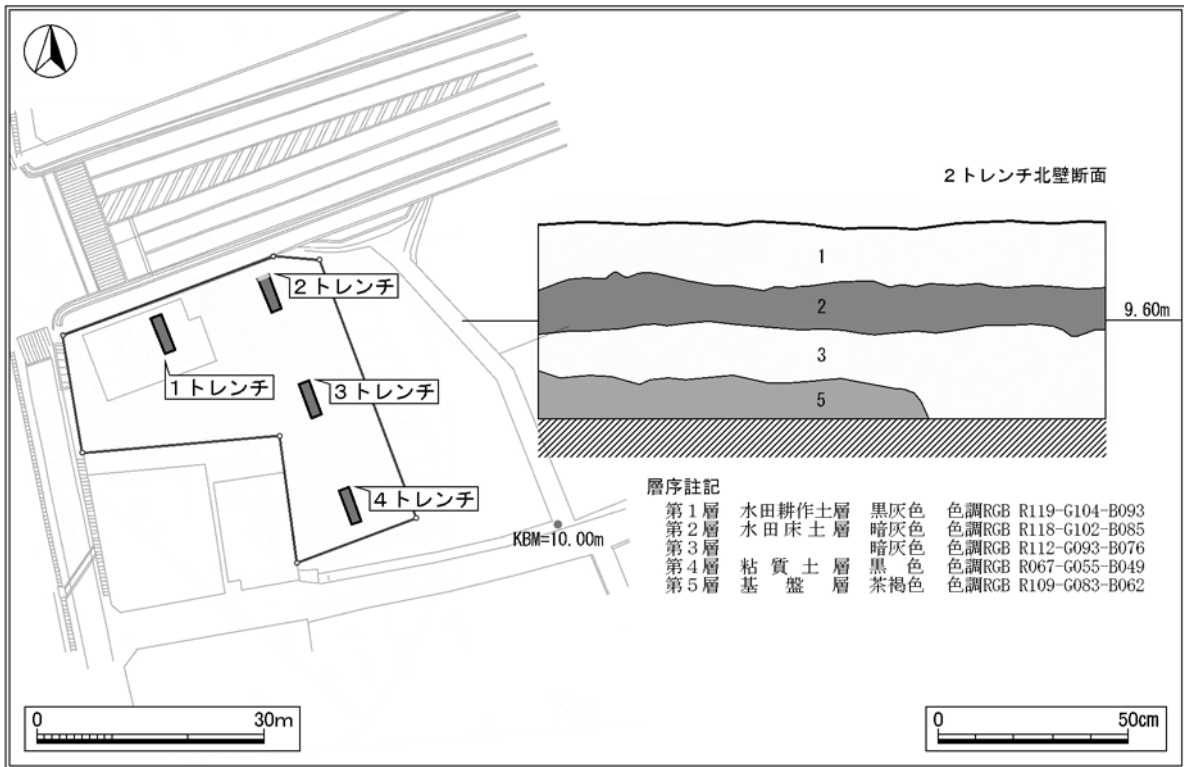 2トレンチ北壁断面
1
2
3
5
9.60m
1トレンチ
2トレンチ
3トレンチ
4トレンチ
KBM=10.00m
層序註記
第1層 水田耕作土層 黒灰色 色調RGB R119-G104-B093
第2層 水田床土層 暗灰色 色調RGB R118-G102-B085
第3層 暗灰色 色調RGB R112-G093-B076
第4層 粘質土層 黒色 色調RGB R067-G055-B049
第5層 基盤層 茶褐色 色調RGB R109-G083-B062
0 30m
0 50cm